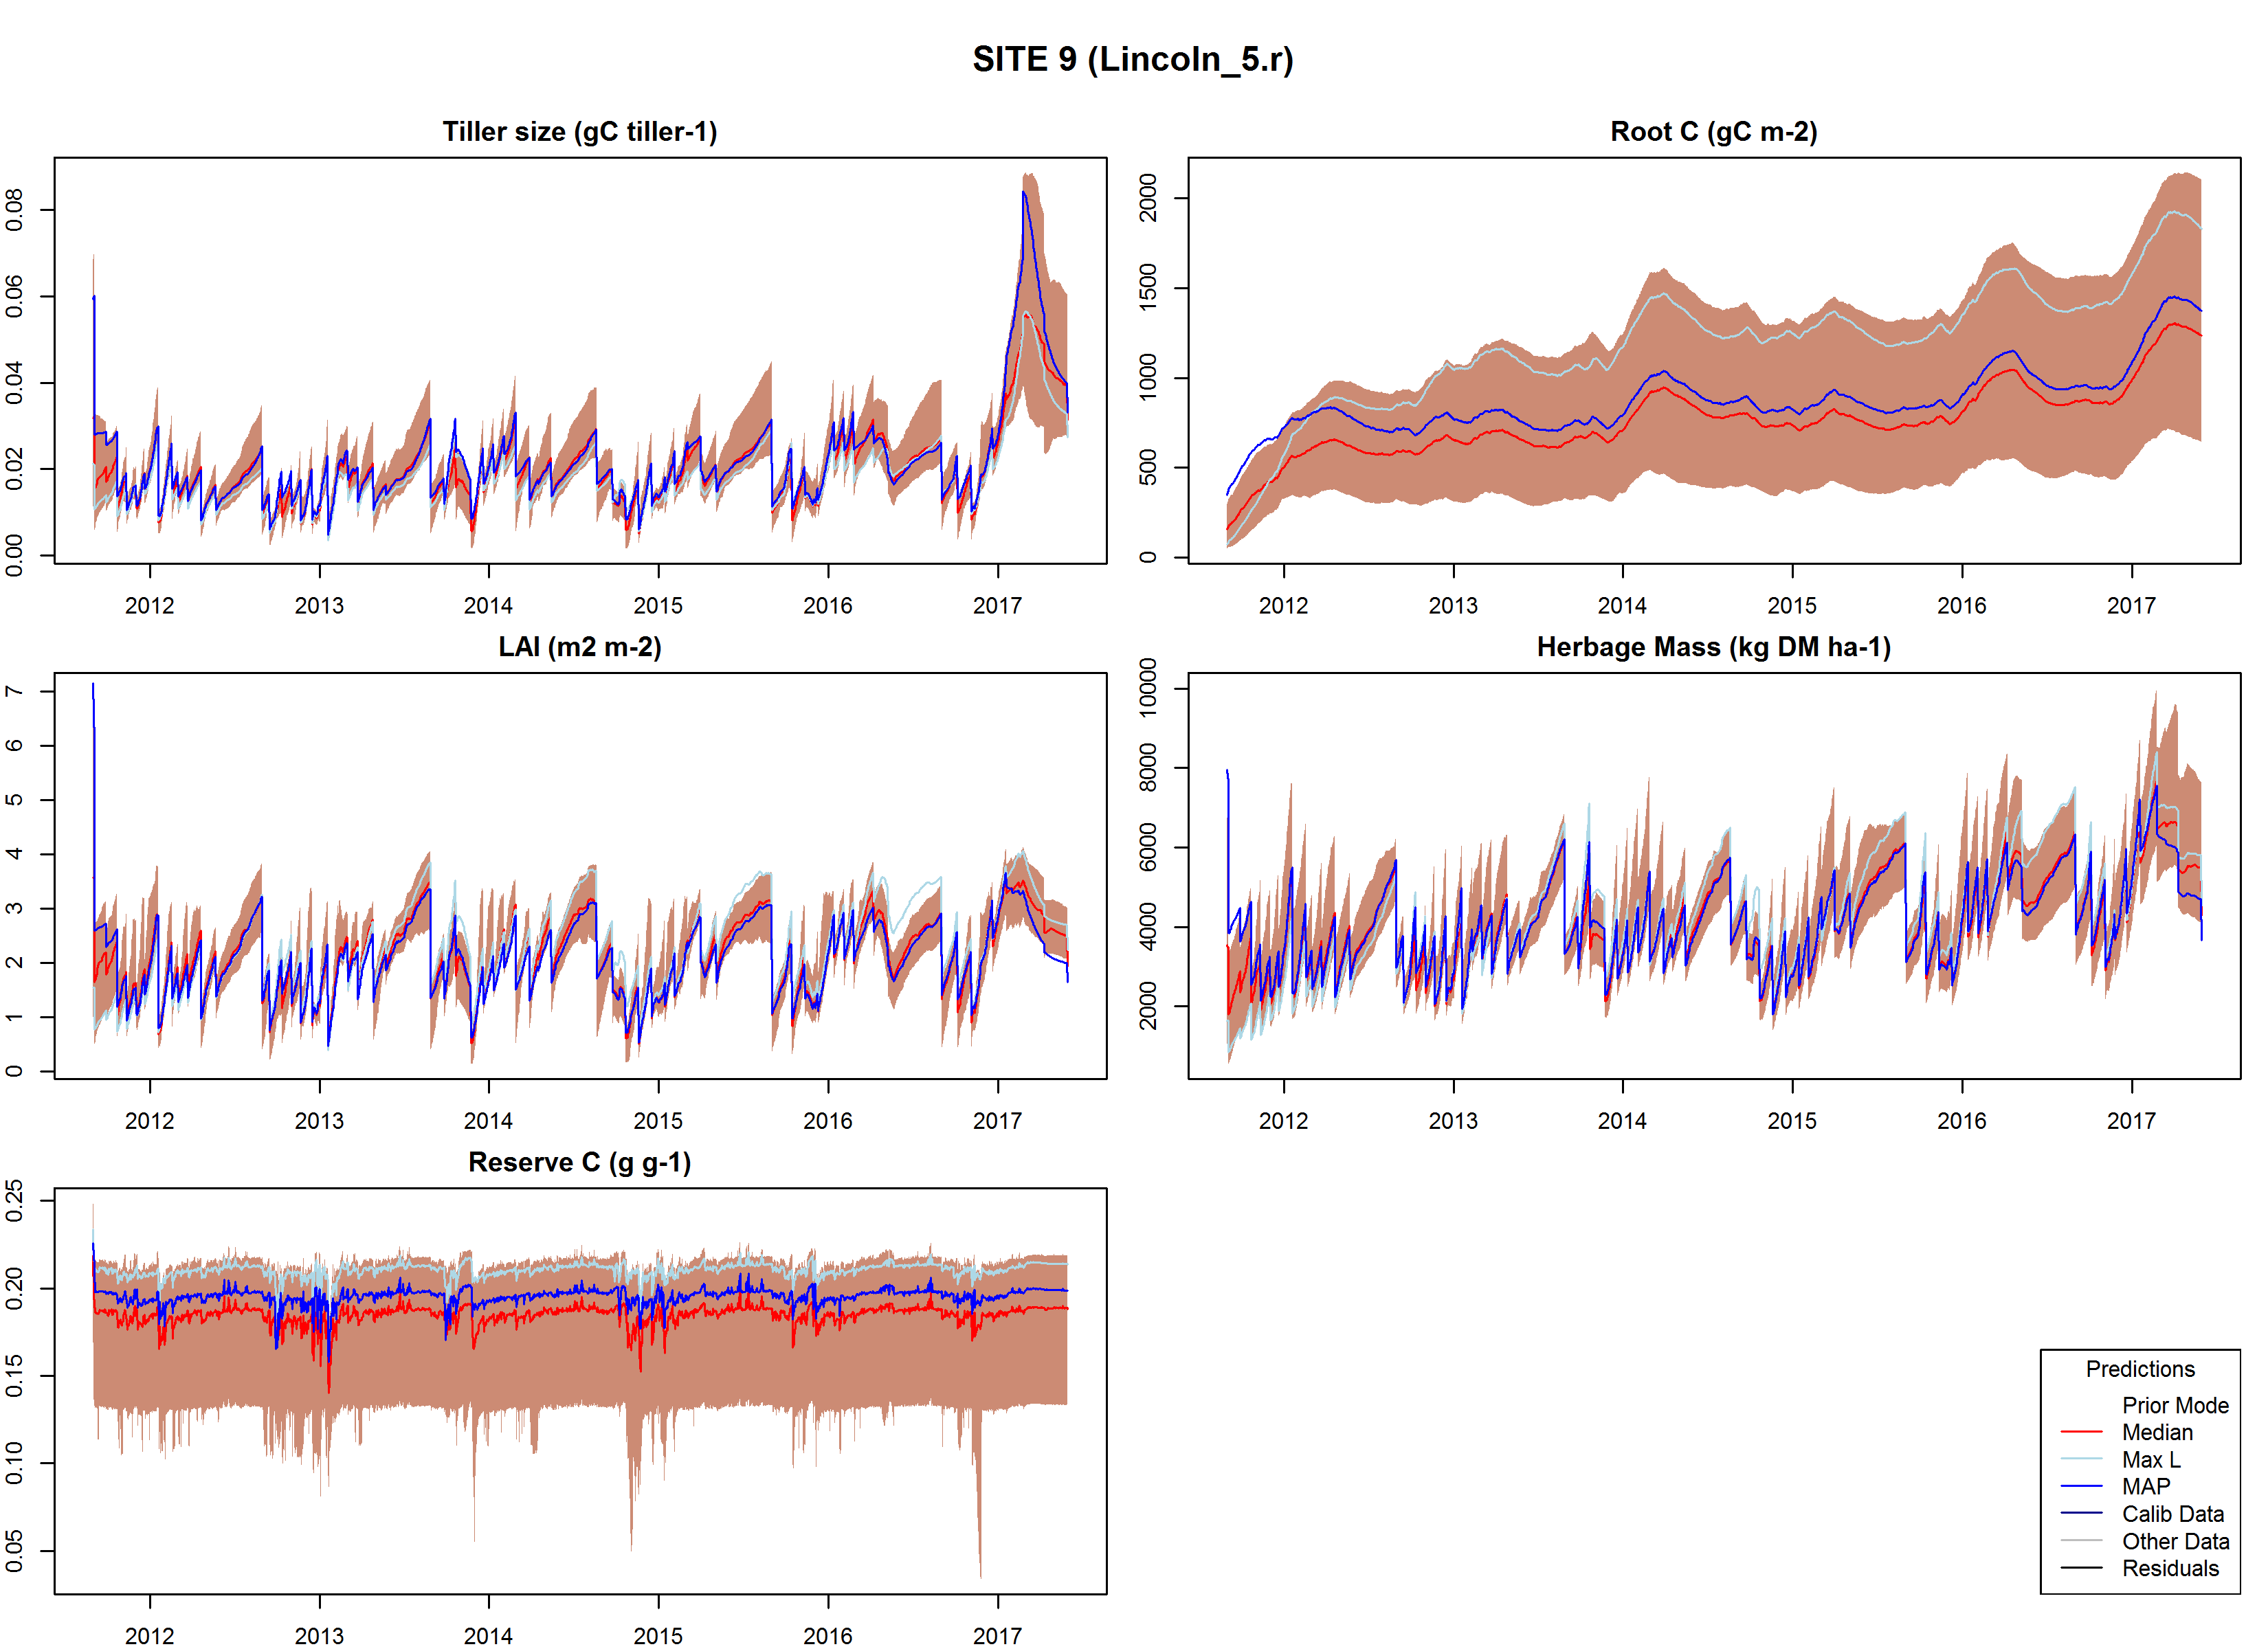 SITE 9 (Lincoln_5.r)
Tiller size (gC tiller-1)
0.00 0.02 0.04 0.06 0.08
2012 2013 2014 2015 2016 2017
Root C (gC m-2)
0 500 1000 1500 2000
2012 2013 2014 2015 2016 2017
LAI (m2 m-2)
0 1 2 3 4 5 6 7
2012 2013 2014 2015 2016 2017
Herbage Mass (kg DM ha-1)
2000 4000 6000 8000 10000
2012 2013 2014 2015 2016 2017
Reserve C (g g-1)
0.05 0.10 0.15 0.20 0.25
2012 2013 2014 2015 2016 2017
Predictions
Prior Mode
Median
Max L
MAP
Calib Data
Other Data
Residuals